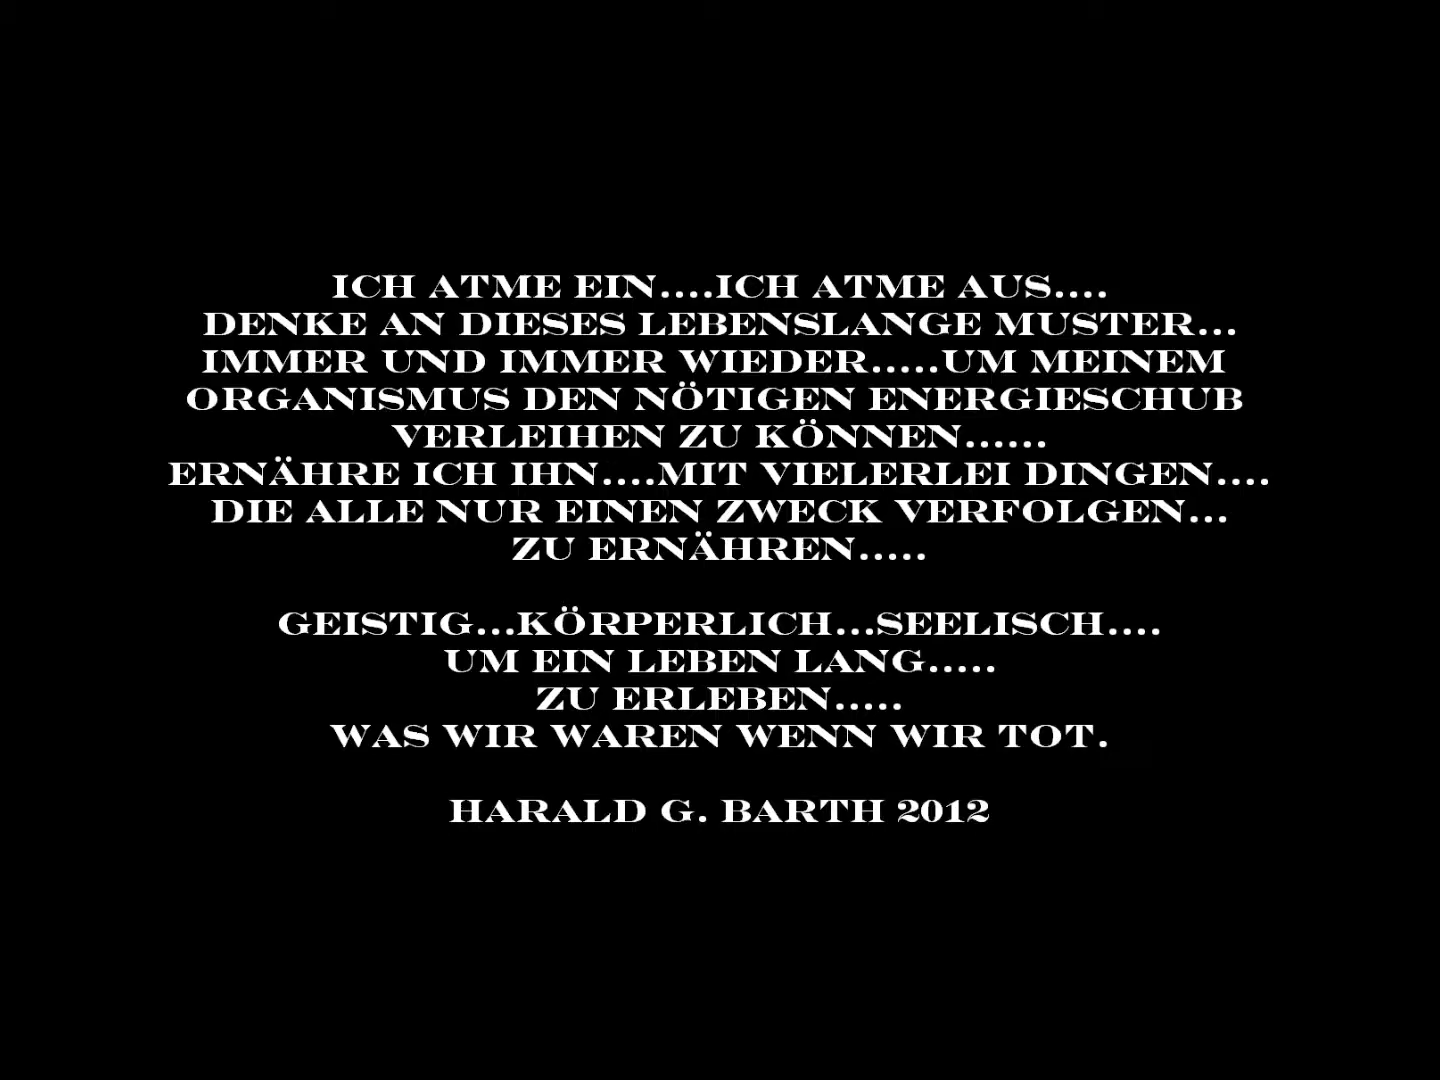 ICH ATME EIN....ICH ATME AUS....
DENKE AN DIESES LEBENSLANGE MUSTER...
IMMER UND IMMER WIEDER.....UM MEINEM
ORGANISMUS DEN NÖTIGEN ENERGIESCHUB
VERLEIHEN ZU KÖNNEN......
ERNÄHRE ICH IHN....MIT VIELERLEI DINGEN....
DIE ALLE NUR EINEN ZWECK VERFOLGEN...
ZU ERNÄHREN.....
GEISTIG...KÖRPERLICH...SEELISCH....
UM EIN LEBEN LANG.....
ZU ERLEBEN.....
WAS WIR WAREN WENN WIR TOT.
HARALD G. BARTH 2012